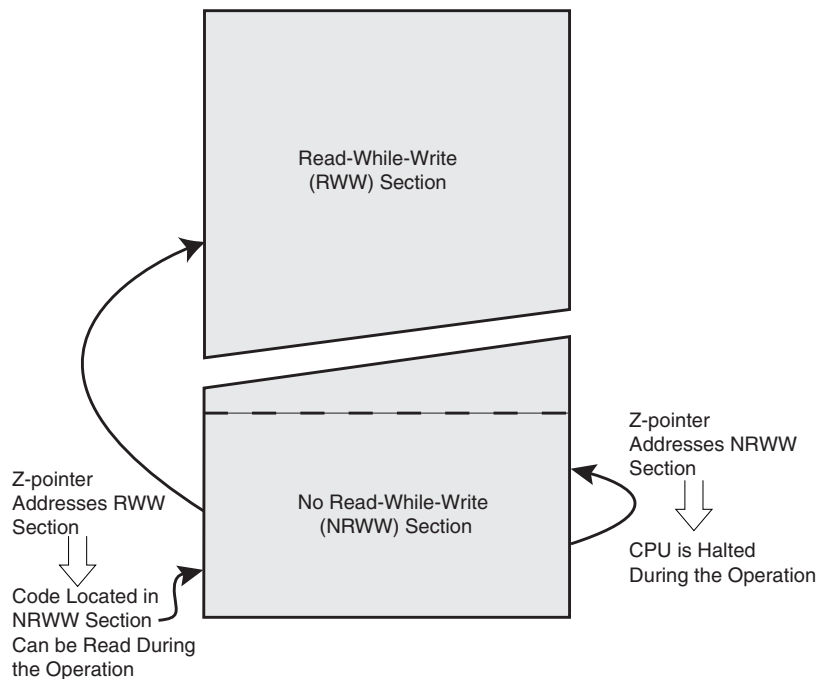 Read-While-Write
(RWW) Section
Z-pointer
Addresses NRWW
Section
Z-pointer
Addresses RWW
Section
No Read-While-Write
(NRWW) Section
CPU is Halted
During the Operation
Code Located in
NRWW Section
Can be Read During
the Operation